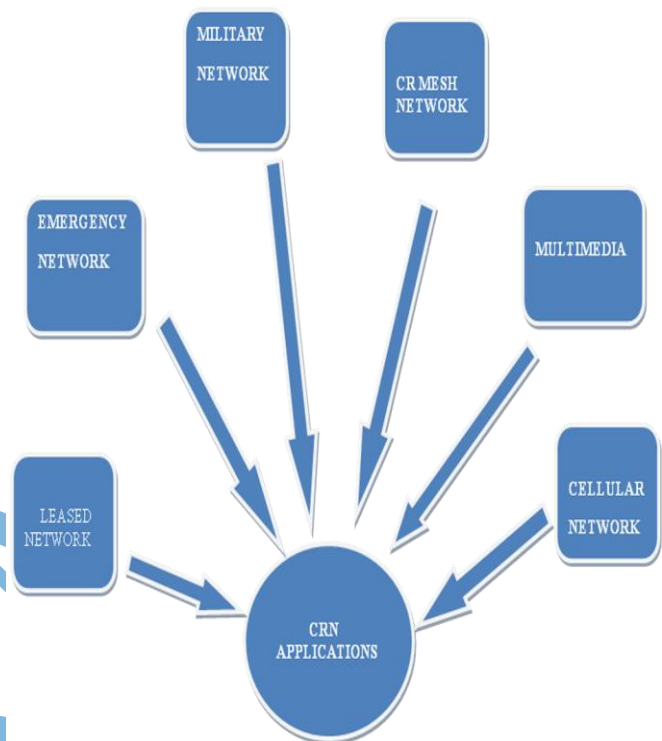 MILITARY
NETWORK
CR MESH
NETWORK
EMERGENCY
NETWORK
MULTIMEDIA
LEASED
NETWORK
CELLULAR
NETWORK
CRN
APPLICATIONS